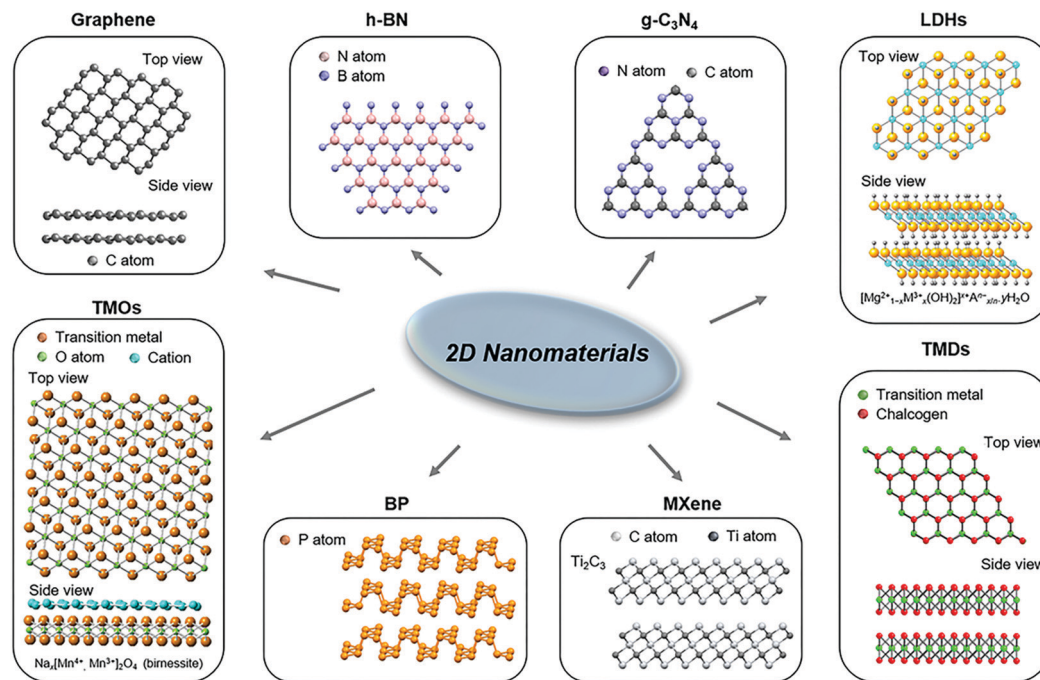 Graphene
Top view
Side view
C atom
h-BN
N atom
B atom
g-C₃N₄
N atom C atom
LDHs
Top view
Side view
[Mg²⁺₁₋ₓM³⁺ₓ(OH)₂]ˣ⁺Aⁿ⁻ₓ/ₙ.yH₂O
2D Nanomaterials
TMOs
Transition metal
O atom Cation
Top view
Side view
Naₓ[Mn⁴⁺, Mn³⁺]₂O₄ (birnessite)
BP
P atom
MXene
C atom Ti atom
Ti₂C₃
TMDs
Transition metal
Chalcogen
Top view
Side view